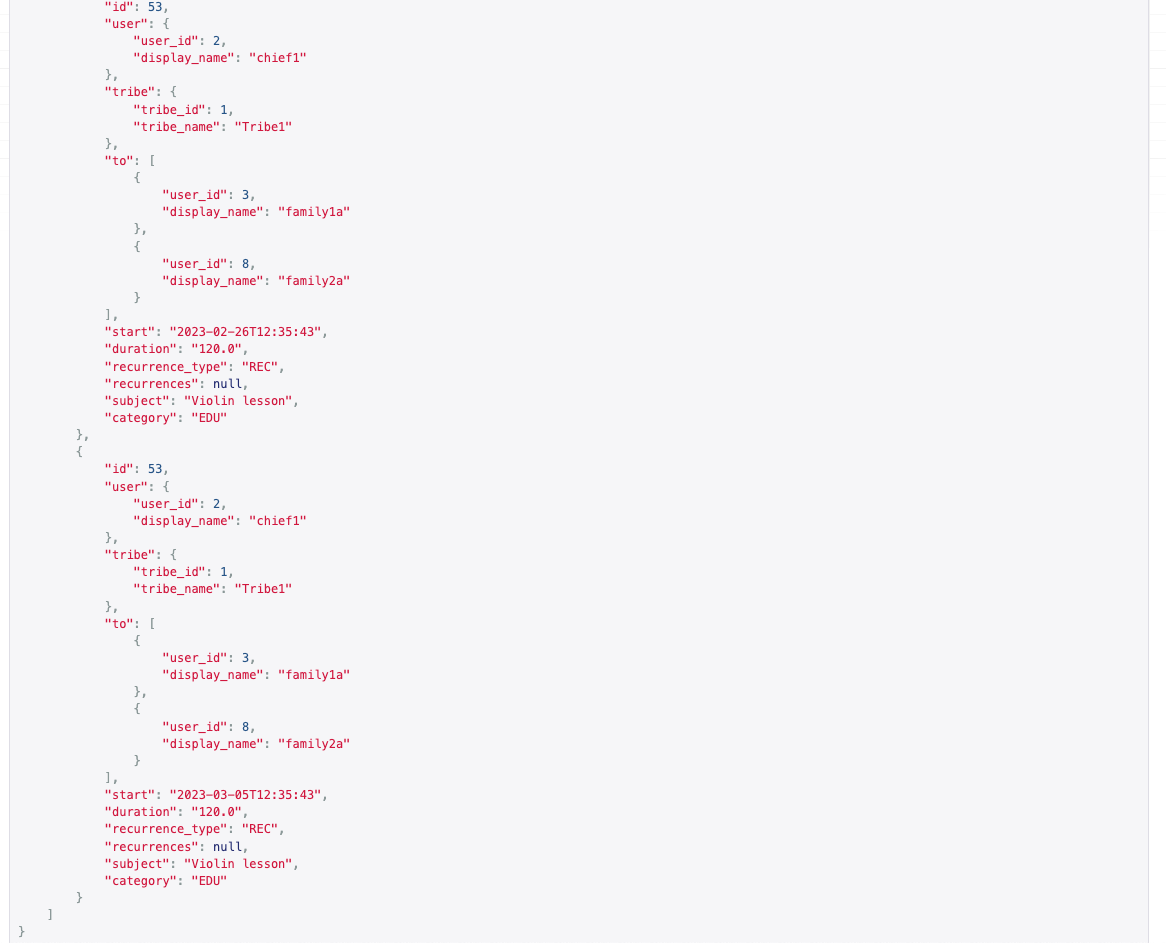 "id": 53,
"user": {
"user_id": 2,
"display_name": "chief1"
},
"tribe": {
"tribe_id": 1,
"tribe_name": "Tribe1"
},
"to": [
{
"user_id": 3,
"display_name": "family1a"
},
{
"user_id": 8,
"display_name": "family2a"
}
],
"start": "2023-02-26T12:35:43",
"duration": "120.0",
"recurrence_type": "REC",
"recurrences": null,
"subject": "Violin lesson",
"category": "EDU"
},
{
"id": 53,
"user": {
"user_id": 2,
"display_name": "chief1"
},
"tribe": {
"tribe_id": 1,
"tribe_name": "Tribe1"
},
"to": [
{
"user_id": 3,
"display_name": "family1a"
},
{
"user_id": 8,
"display_name": "family2a"
}
],
"start": "2023-03-05T12:35:43",
"duration": "120.0",
"recurrence_type": "REC",
"recurrences": null,
"subject": "Violin lesson",
"category": "EDU"
}
]
}